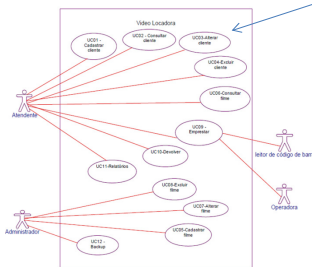 Video Locadora
UC01 -
Cadastrar
cliente
UC02 - Consultar
cliente
UC03-Alterar
cliente
UC04-Excluir
cliente
UC06-Consultar
filme
Atendente
UC09 -
Emprestar
UC10-Devolver
UC11-Relatórios
leitor de código de barr
Operadora
UC08-Excluir
filme
UC07-Alterar
filme
UC05-Cadastrar
filme
Administrador
UC12 -
Backup